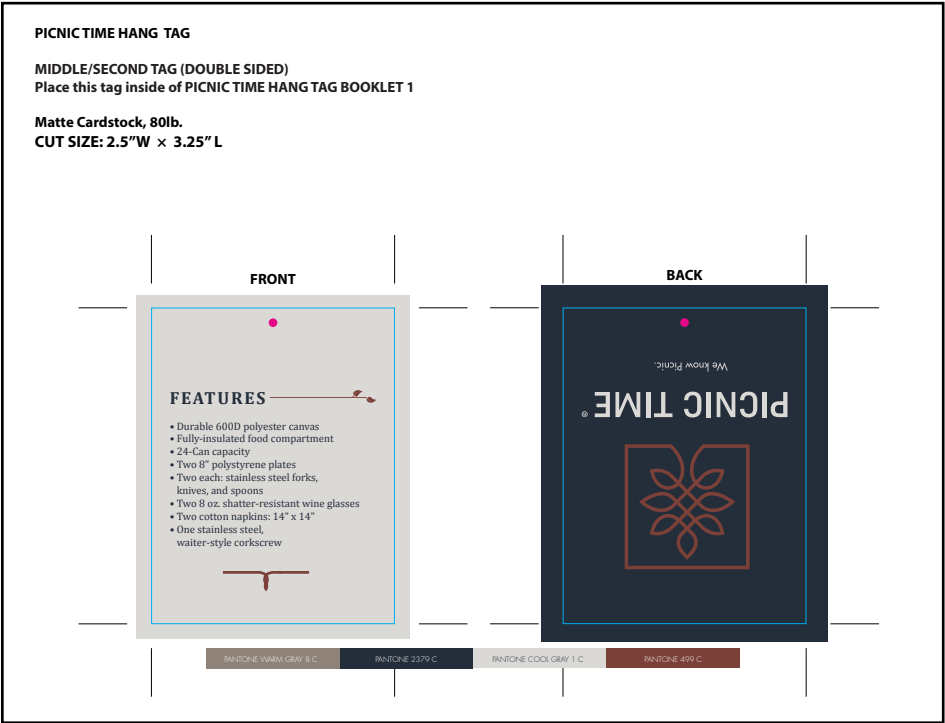 PICNIC TIME HANG TAG
MIDDLE/SECOND TAG (DOUBLE SIDED)
Place this tag inside of PICNIC TIME HANG TAG BOOKLET 1
Matte Cardstock, 80lb.
CUT SIZE: 2.5”W × 3.25” L
FRONT
FEATURES
• Durable 600D polyester canvas
• Fully-insulated food compartment
• 24-Can capacity
• Two 8" polystyrene plates
• Two each: stainless steel forks,
knives, and spoons
• Two 8 oz. shatter-resistant wine glasses
• Two cotton napkins: 14” x 14”
• One stainless steel,
waiter-style corkscrew
BACK
PICNIC TIME®
We know Picnic.
PANTONE WARM GRAY 8 C
PANTONE 2379 C
PANTONE COOL GRAY 1 C
PANTONE 499 C